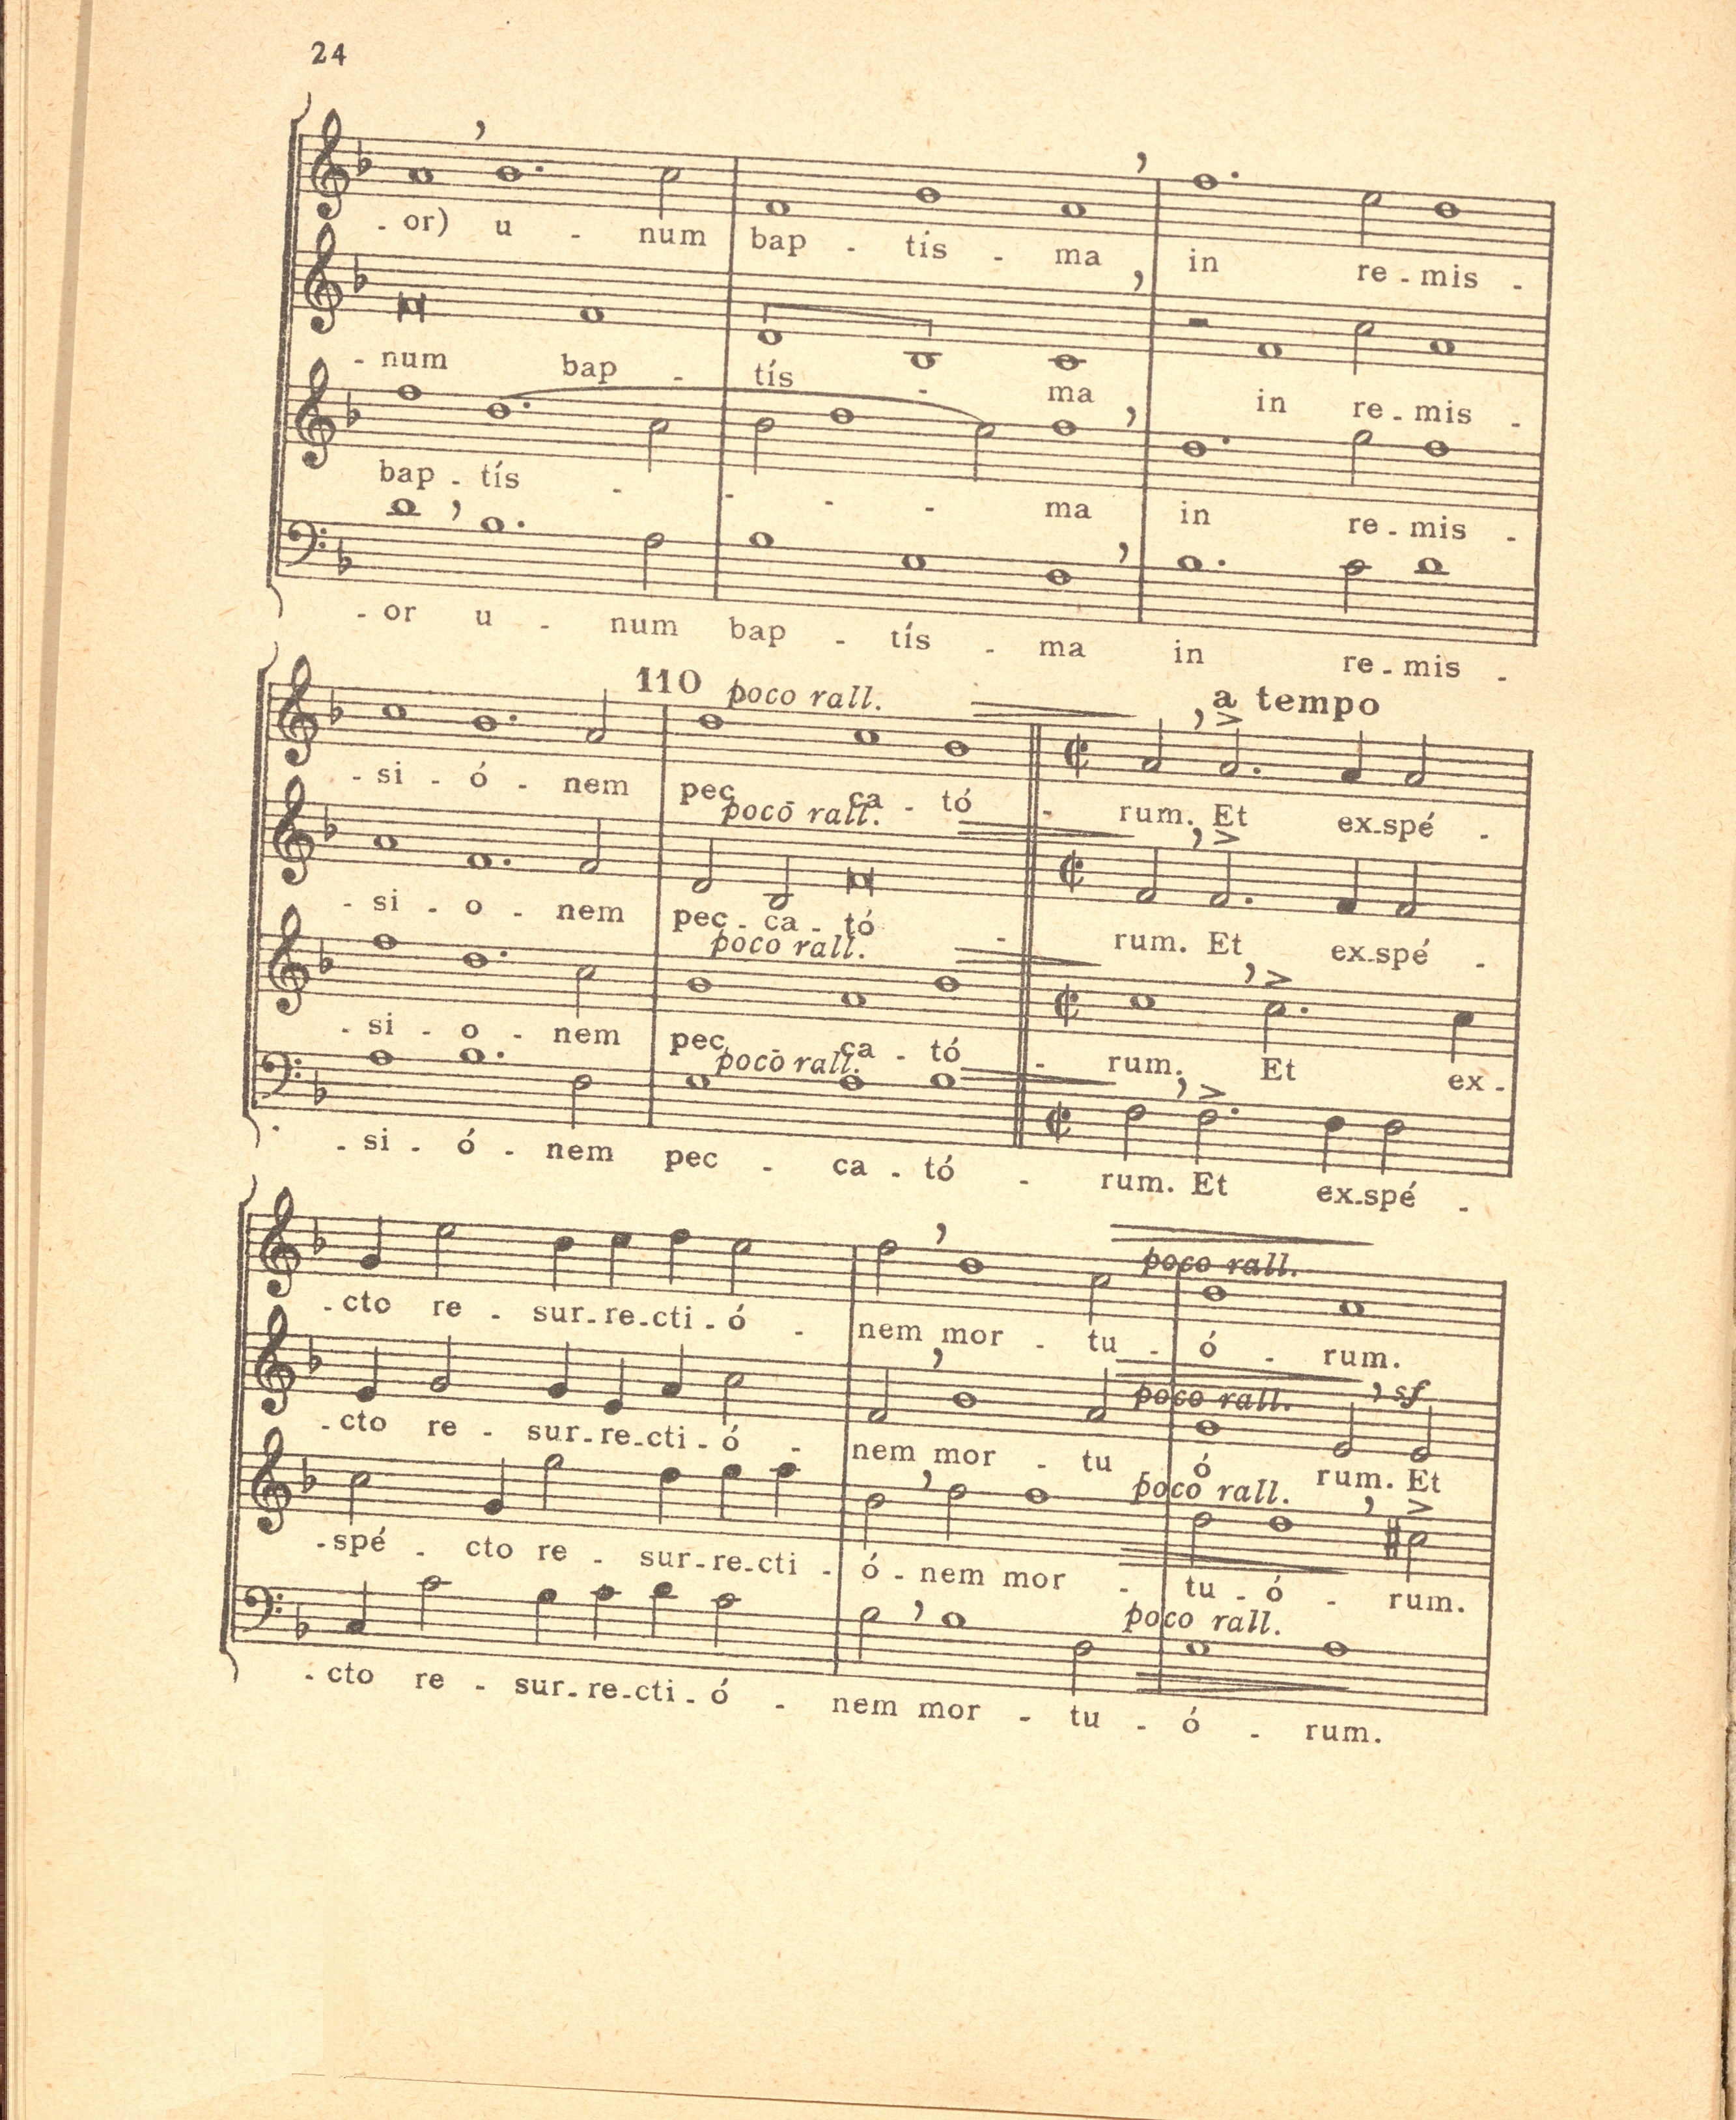 24
- or) u - num bap - tís - ma in re - mis -
- num bap - tís - ma in re - mis -
bap - tís - - - - ma in re - mis -
- or u - num bap - tís - ma in re - mis -
110 poco rall. a tempo
- si - ó - nem pec - ca - tó - rum. Et ex - spé -
poco rall.
- si - o - nem pec - ca - tó - rum. Et ex - spé -
poco rall.
- si - o - nem pec - ca - tó - rum. Et ex -
poco rall.
- si - ó - nem pec - ca - tó - rum. Et ex - spé -
poco rall.
- cto re - sur - re - cti - ó - nem mor - tu - ó - rum.
poco rall. sf
- cto re - sur - re - cti - ó - nem mor - tu ó rum. Et
poco rall.
- spé - cto re - sur - re - cti - ó - nem mor - tu - ó - rum.
poco rall.
- cto re - sur - re - cti - ó - nem mor - tu - ó - rum.